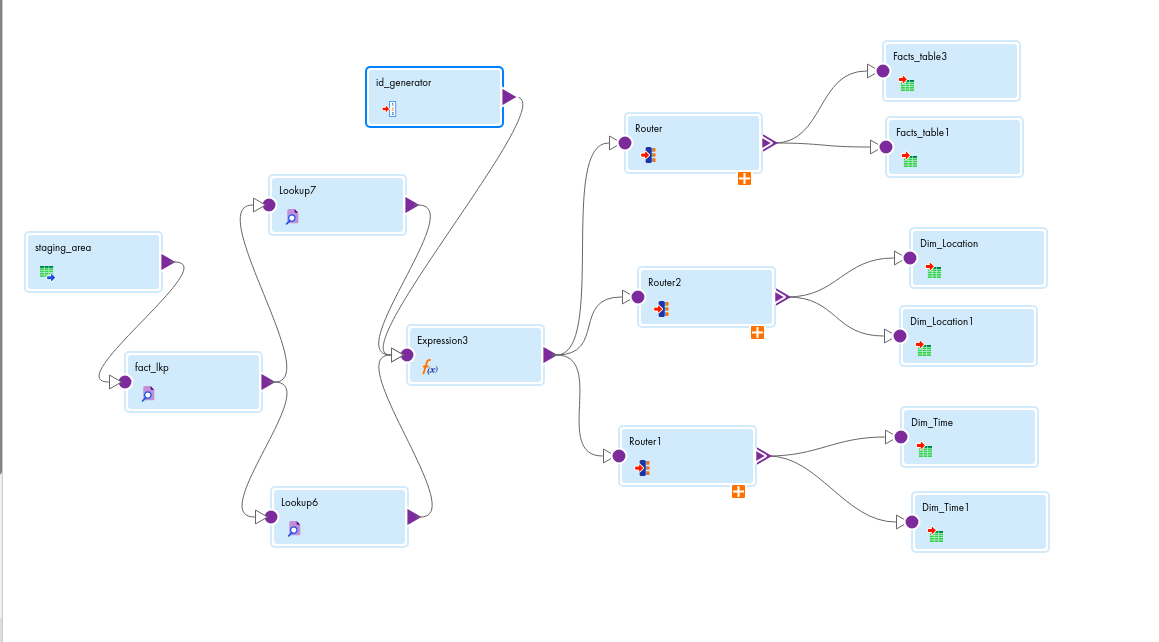 Facts_table3
id_generator
Router
Facts_table1
Lookup7
staging_area
Dim_Location
Router2
Dim_Location1
Expression3
f(x)
fact_lkp
Dim_Time
Router1
Lookup6
Dim_Time1